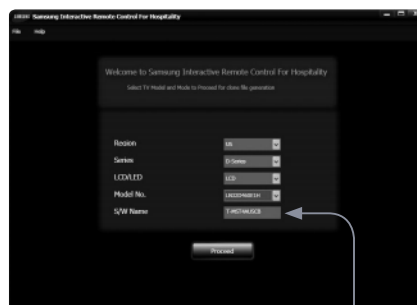 Samsung Interactive Remote Control For Hospitality
File Help
Welcome to Samsung Interactive Remote Control For Hospitality
Select TV Model and Mode to Proceed for clone file generation
Region US
Series D-Series
LCD/LED LCD
Model No.
S/W Name
Proceed